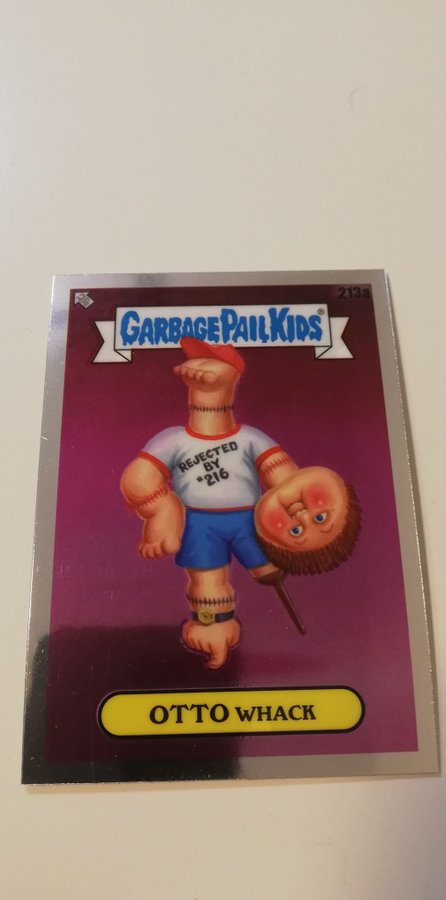 213a
GARBAGE PAIL KIDS®
REJECTED
BY
#216
OTTO WHACK